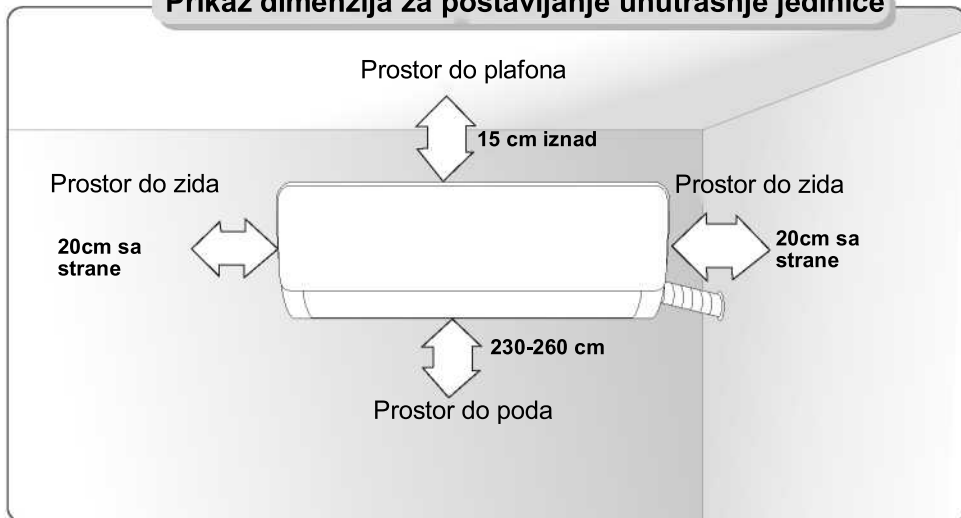 Prikaz dimenzija za postavljanje unutrašnje jedinice
Prostor do plafona
15 cm iznad
Prostor do zida
Prostor do zida
20cm sa
strane
20cm sa
strane
230-260 cm
Prostor do poda